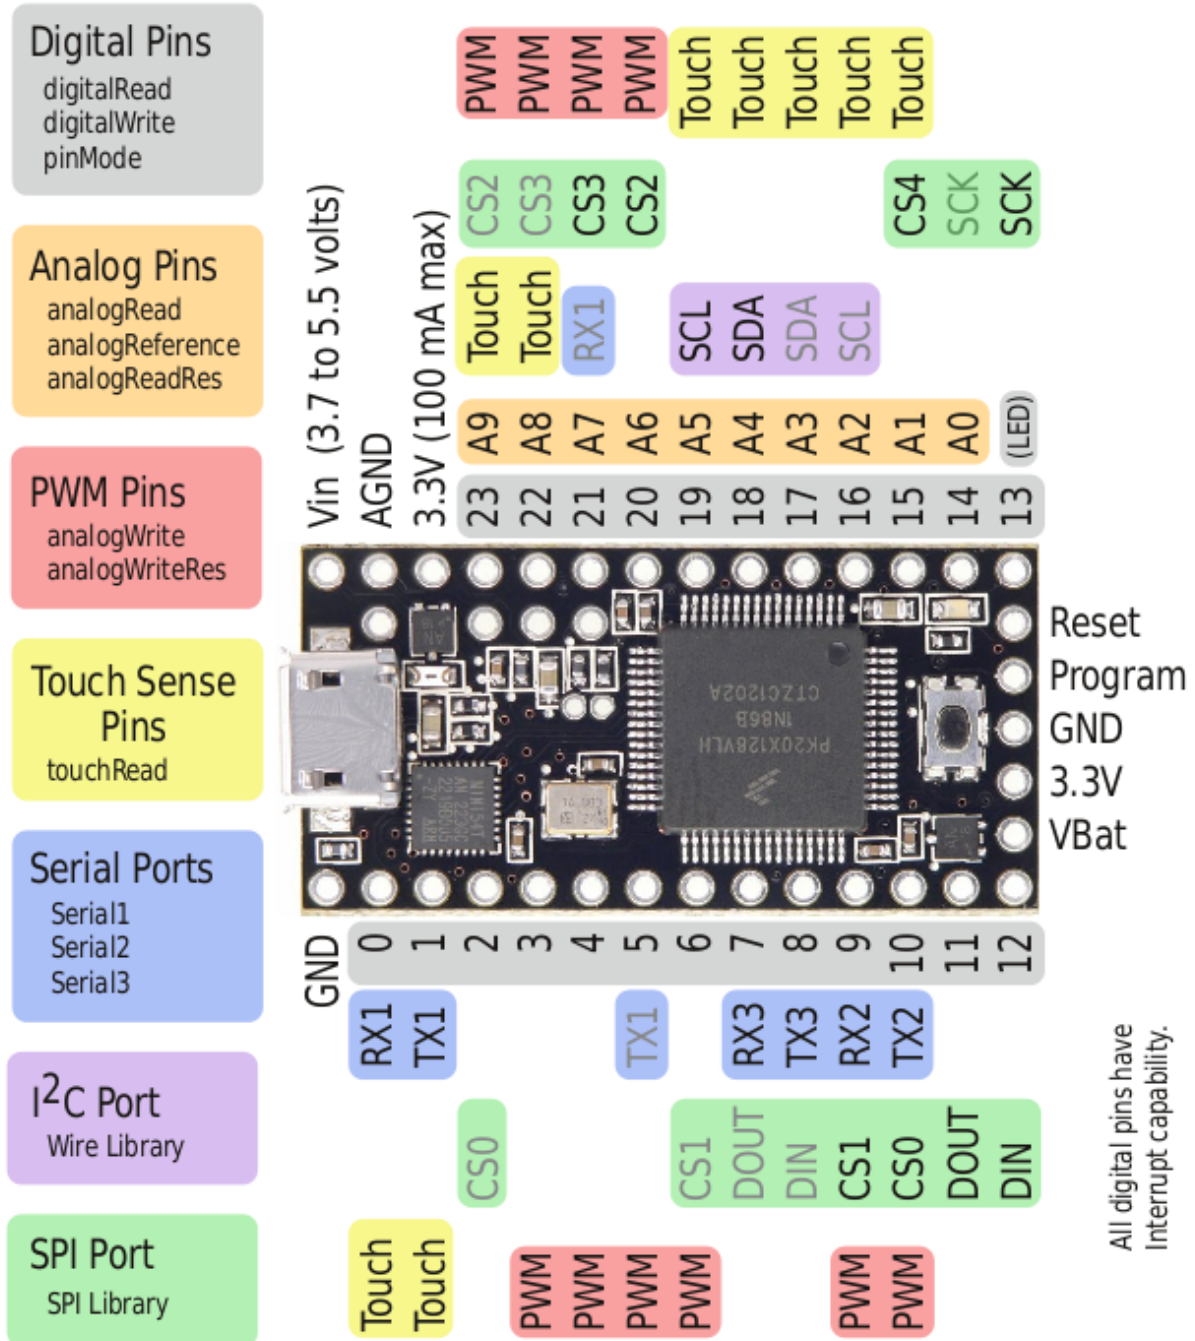 Digital Pins
digitalRead
digitalWrite
pinMode
Analog Pins
analogRead
analogReference
analogReadRes
PWM Pins
analogWrite
analogWriteRes
Touch Sense
Pins
touchRead
Serial Ports
Serial1
Serial2
Serial3
I²C Port
Wire Library
SPI Port
SPI Library
PWM PWM PWM PWM Touch Touch Touch Touch Touch
CS2 CS3 CS3 CS2 CS4 SCK SCK
Touch Touch RX1 SCL SDA SDA SCL
A9 A8 A7 A6 A5 A4 A3 A2 A1 A0 (LED)
Vin (3.7 to 5.5 volts)
AGND
3.3V (100 mA max)
23 22 21 20 19 18 17 16 15 14 13
Reset
Program
GND
3.3V
VBat
PK20X128VLH
1N86B
CTZC1202A
GND 0 1 2 3 4 5 6 7 8 9 10 11 12
RX1 TX1 TX1 RX3 TX3 RX2 TX2
CS0 CS1 DOUT DIN CS1 CS0 DOUT DIN
Touch Touch PWM PWM PWM PWM PWM PWM
All digital pins have
Interrupt capability.